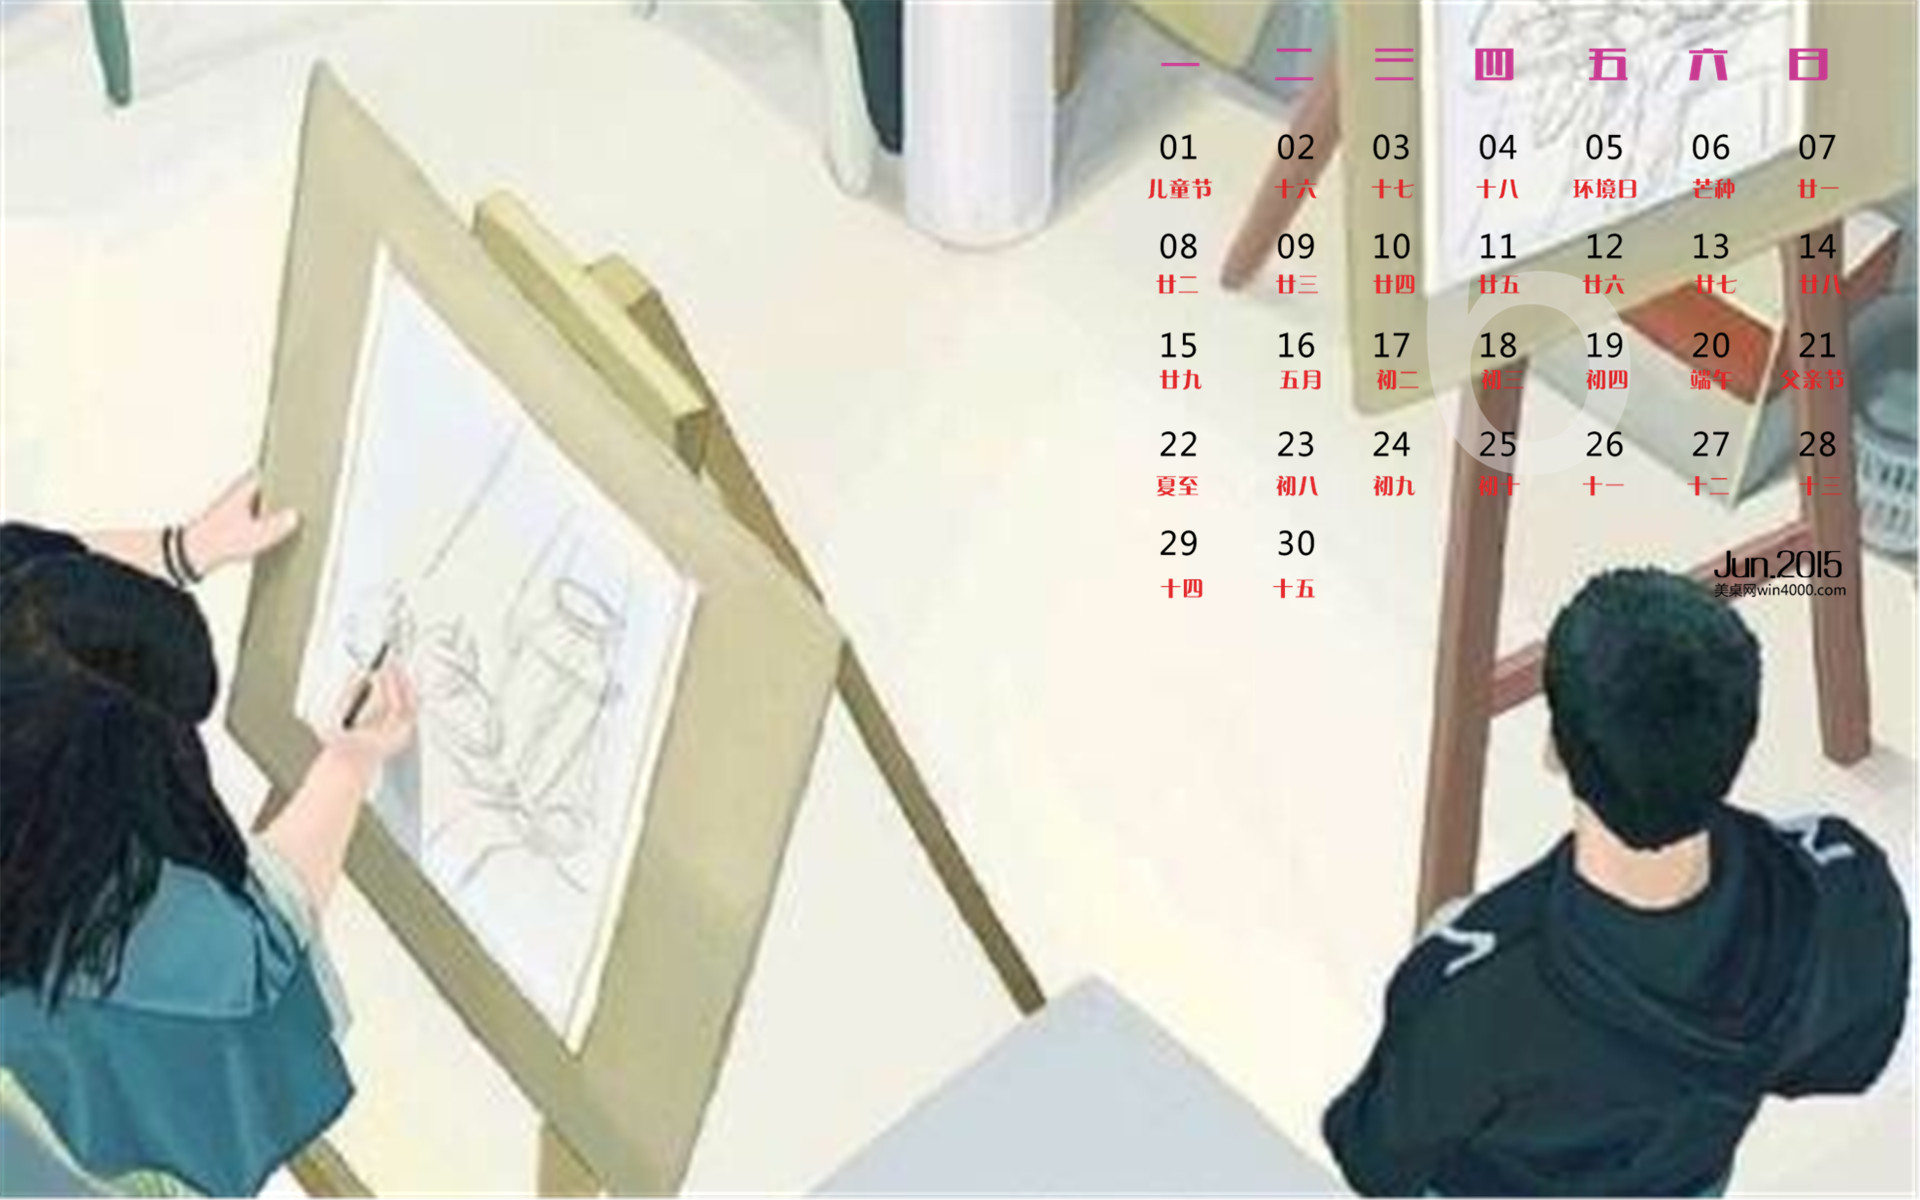 一 二 三 四 五 六 日
01 02 03 04 05 06 07
儿童节 十六 十七 十八 环境日 芒种 廿一
08 09 10 11 12 13 14
廿二 廿三 廿四 廿五 廿六 廿七 廿八
6
15 16 17 18 19 20 21
廿九 五月 初二 初三 初四 端午 父亲节
22 23 24 25 26 27 28
夏至 初八 初九 初十 十一 十二 十三
29 30
十四 十五
Jun.2015
美桌网win4000.com